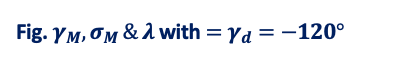 Fig. γM, σM & λ with = γd = −120°